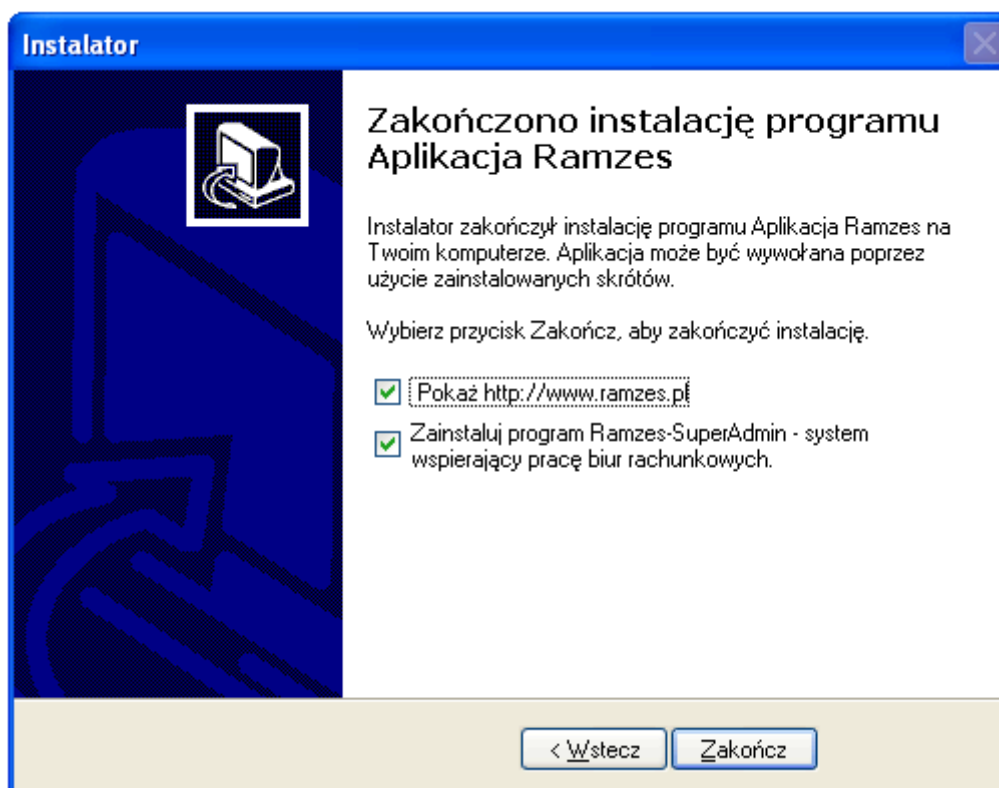 Instalator
Zakończono instalację programu
Aplikacja Ramzes
Instalator zakończył instalację programu Aplikacja Ramzes na
Twoim komputerze. Aplikacja może być wywołana poprzez
użycie zainstalowanych skrótów.
Wybierz przycisk Zakończ, aby zakończyć instalację.
Pokaż http://www.ramzes.pl
Zainstaluj program Ramzes-SuperAdmin - system
wspierający pracę biur rachunkowych.
< Wstecz
Zakończ